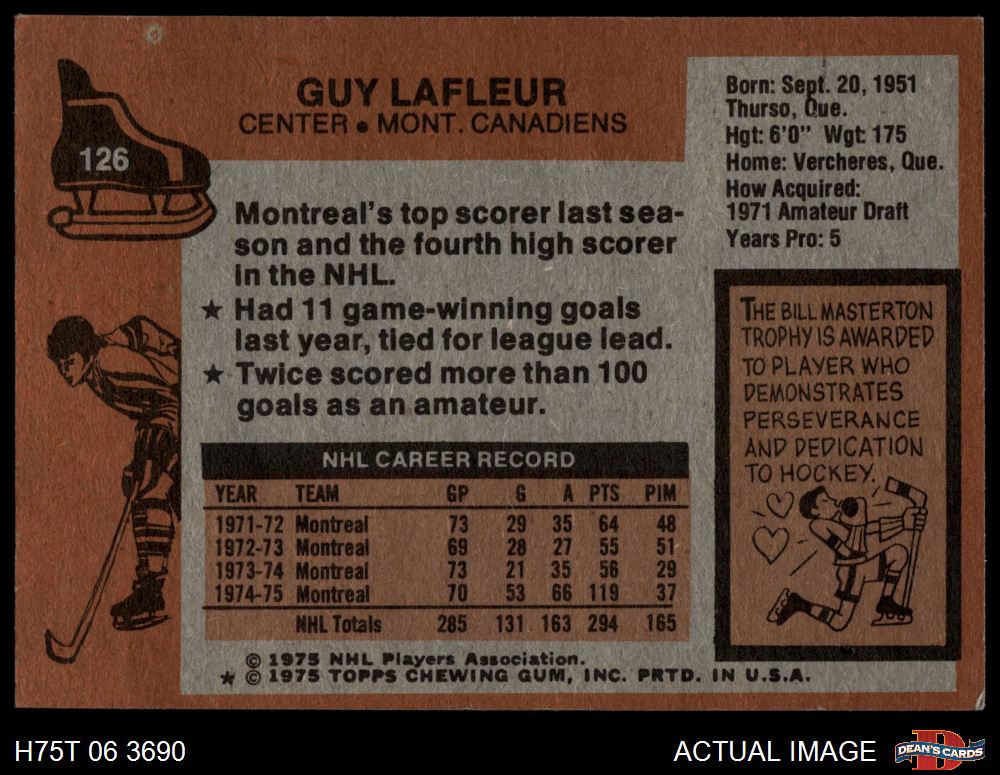 126
GUY LAFLEUR
CENTER • MONT. CANADIENS
Montreal's top scorer last sea-
son and the fourth high scorer
in the NHL.
★ Had 11 game-winning goals
last year, tied for league lead.
★ Twice scored more than 100
goals as an amateur.
NHL CAREER RECORD
YEAR TEAM GP G A PTS PIM
1971-72 Montreal 73 29 35 64 48
1972-73 Montreal 69 28 27 55 51
1973-74 Montreal 73 21 35 56 29
1974-75 Montreal 70 53 66 119 37
NHL Totals 285 131 163 294 165
© 1975 NHL Players Association.
★ © 1975 TOPPS CHEWING GUM, INC. PRTD. IN U.S.A.
Born: Sept. 20, 1951
Thurso, Que.
Hgt: 6'0" Wgt: 175
Home: Vercheres, Que.
How Acquired:
1971 Amateur Draft
Years Pro: 5
THE BILL MASTERTON
TROPHY IS AWARDED
TO PLAYER WHO
DEMONSTRATES
PERSEVERANCE
AND DEDICATION
TO HOCKEY.
H75T 06 3690
ACTUAL IMAGE
D
DEAN'S CARDS